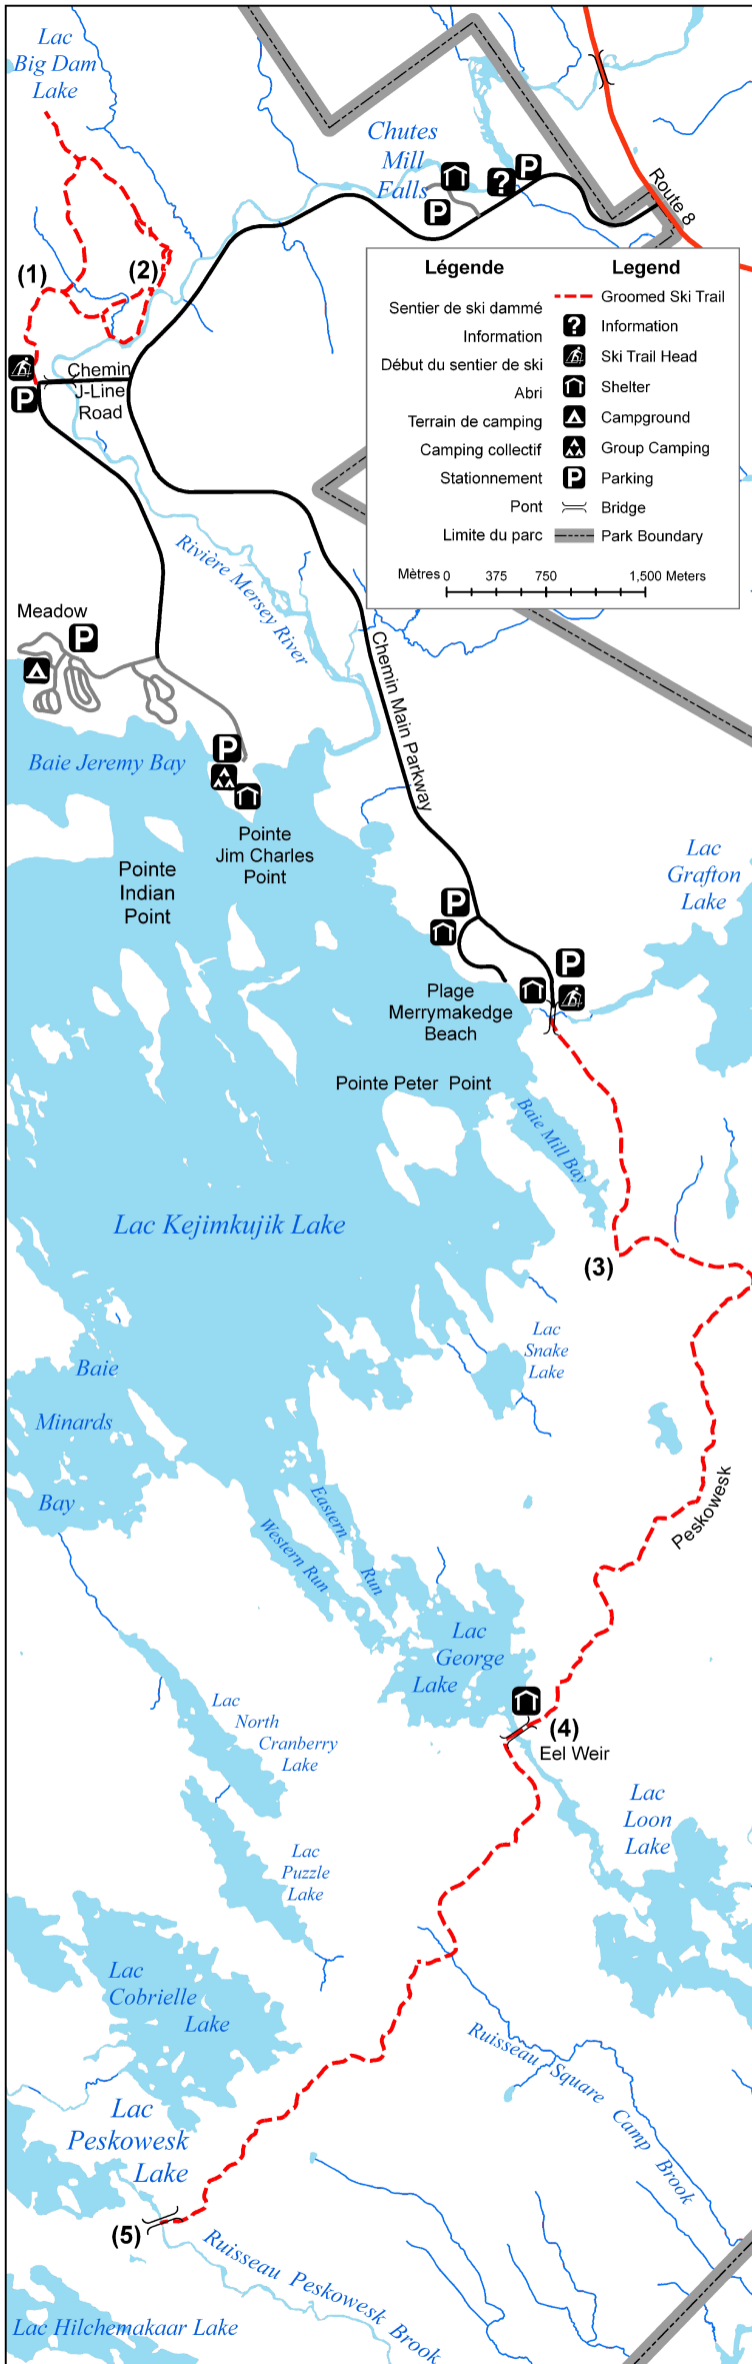 Lac
Big Dam
Lake
Chutes
Mill
Falls
P
?
P
Route 8
(1)
(2)
Légende
Legend
Sentier de ski dammé
Groomed Ski Trail
Information
? Information
Début du sentier de ski
Ski Trail Head
Abri
Shelter
Terrain de camping
Campground
Camping collectif
Group Camping
Stationnement
P Parking
Pont
Bridge
Limite du parc
Park Boundary
Mètres 0 375 750 1,500 Meters
P
Chemin
J-Line
Road
Rivière Mersey River
Chemin Main Parkway
Meadow
P
Baie Jeremy Bay
P
Pointe
Jim Charles
Point
Pointe
Indian
Point
Lac
Grafton
Lake
P
P
Plage
Merrymakedge
Beach
Pointe Peter Point
Baie Mill Bay
Lac Kejimkujik Lake
(3)
Lac
Snake
Lake
Baie
Minards
Bay
Eastern
Run
Western Run
Peskowesk
Lac
George
Lake
(4)
Eel Weir
Lac
North
Cranberry
Lake
Lac
Loon
Lake
Lac
Puzzle
Lake
Lac
Cobrielle
Lake
Ruisseau Square Camp Brook
Lac
Peskowesk
Lake
(5)
Ruisseau Peskowesk Brook
Lac Hilchemakaar Lake